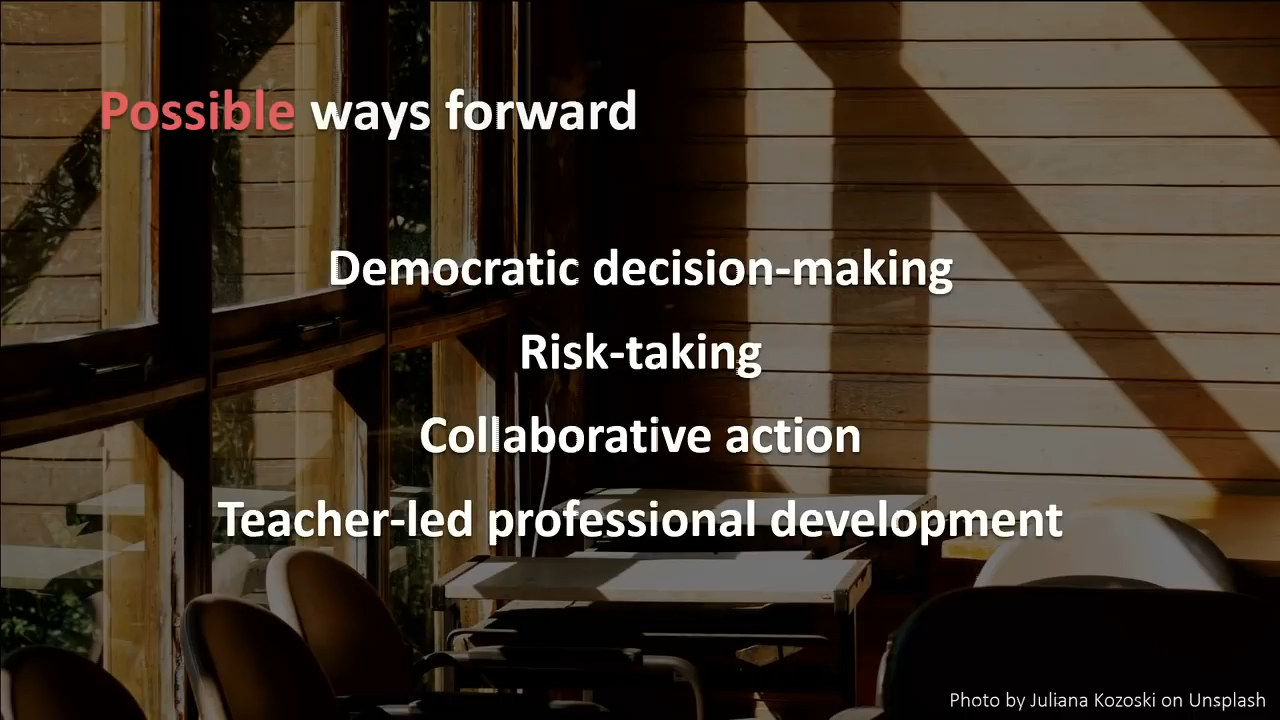 Possible ways forward
Democratic decision-making
Risk-taking
Collaborative action
Teacher-led professional development
Photo by Juliana Kozoski on Unsplash